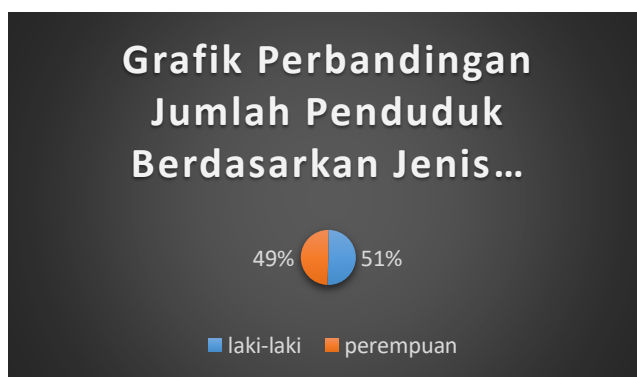 Grafik Perbandingan
Jumlah Penduduk
Berdasarkan Jenis...
49% 51%
laki-laki perempuan